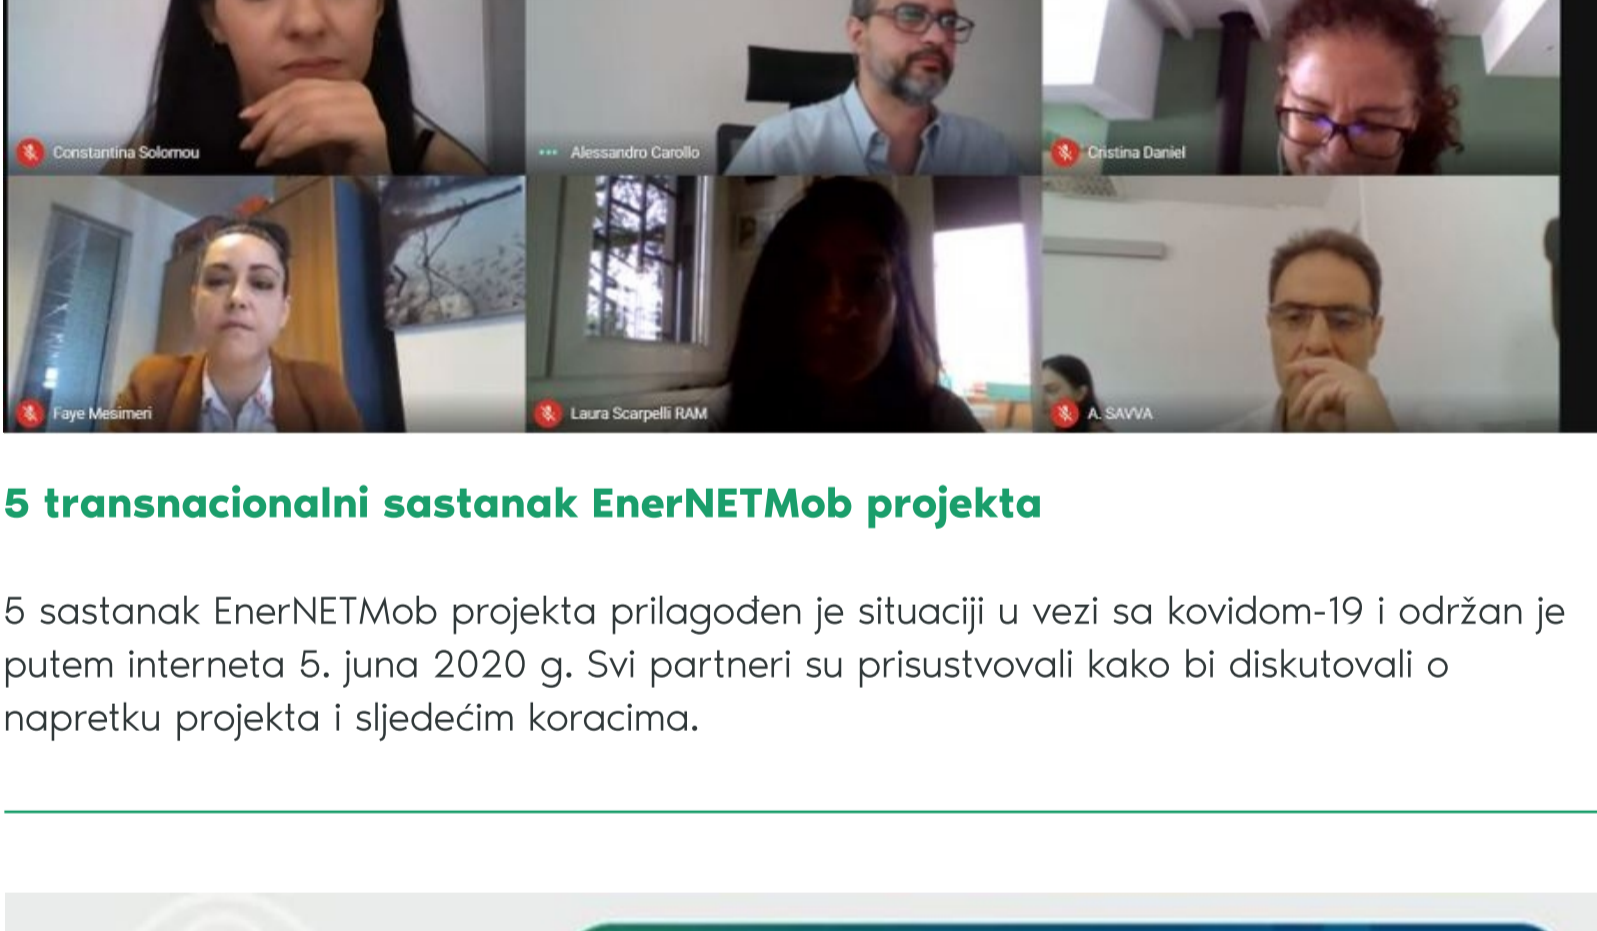 Constantina Solomou
Alessandro Carollo
Cristina Daniel
Faye Mesimeri
Laura Scarpelli RAM
A. SAVVA
5 transnacionalni sastanak EnerNETMob projekta
5 sastanak EnerNETMob projekta prilagođen je situaciji u vezi sa kovidom-19 i održan je
putem interneta 5. juna 2020 g. Svi partneri su prisustvovali kako bi diskutovali o
napretku projekta i sljedećim koracima.